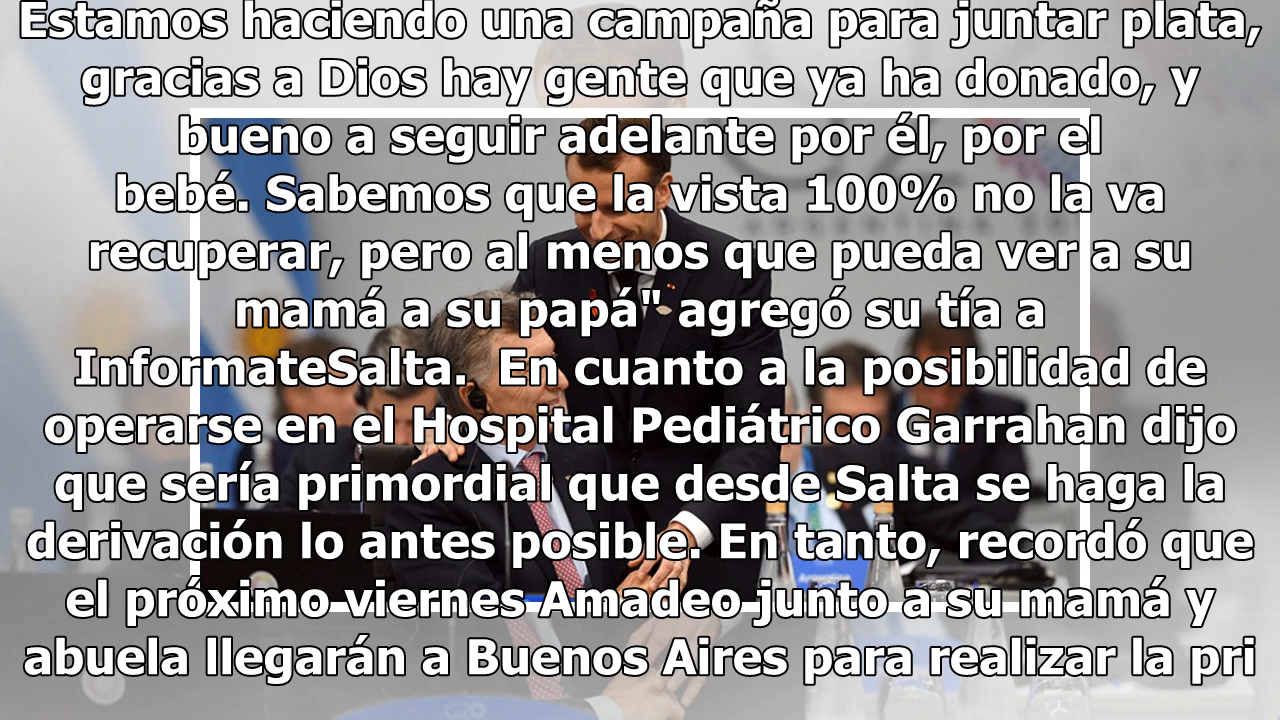 Estamos haciendo una campaña para juntar plata,
gracias a Dios hay gente que ya ha donado, y
bueno a seguir adelante por él, por el
bebé. Sabemos que la vista 100% no la va
recuperar, pero al menos que pueda ver a su
mamá a su papá" agregó su tía a
InformateSalta.  En cuanto a la posibilidad de
operarse en el Hospital Pediátrico Garrahan dijo
que sería primordial que desde Salta se haga la
derivación lo antes posible. En tanto, recordó que
el próximo viernes Amadeo junto a su mamá y
abuela llegarán a Buenos Aires para realizar la pri